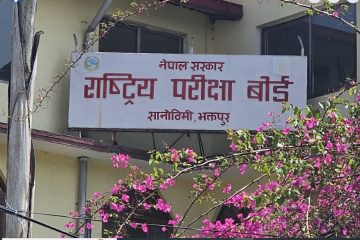 नेपाल सरकार
राष्ट्रिय परीक्षा बोर्ड
सानोठिमी, भक्तपुर